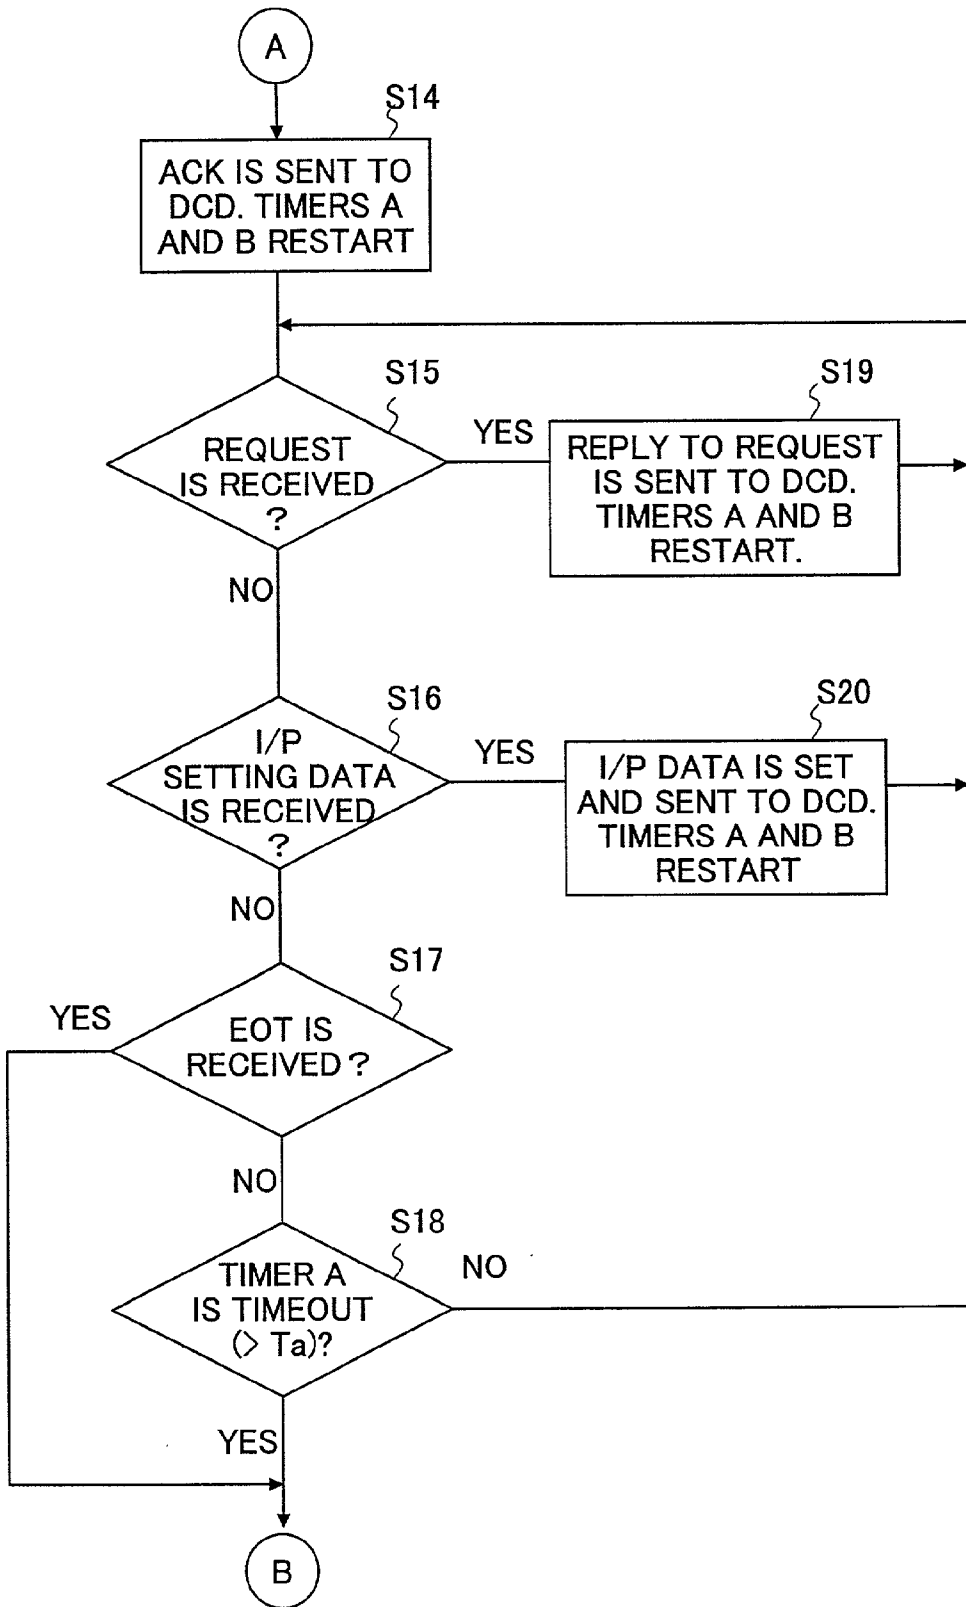 A
S14
ACK IS SENT TO
DCD. TIMERS A
AND B RESTART
S15
REQUEST
IS RECEIVED
?
YES
S19
REPLY TO REQUEST
IS SENT TO DCD.
TIMERS A AND B
RESTART.
NO
S16
I/P
SETTING DATA
IS RECEIVED
?
YES
S20
I/P DATA IS SET
AND SENT TO DCD.
TIMERS A AND B
RESTART
NO
S17
YES
EOT IS
RECEIVED ?
NO
S18
TIMER A
IS TIMEOUT
(> Ta)?
NO
YES
B